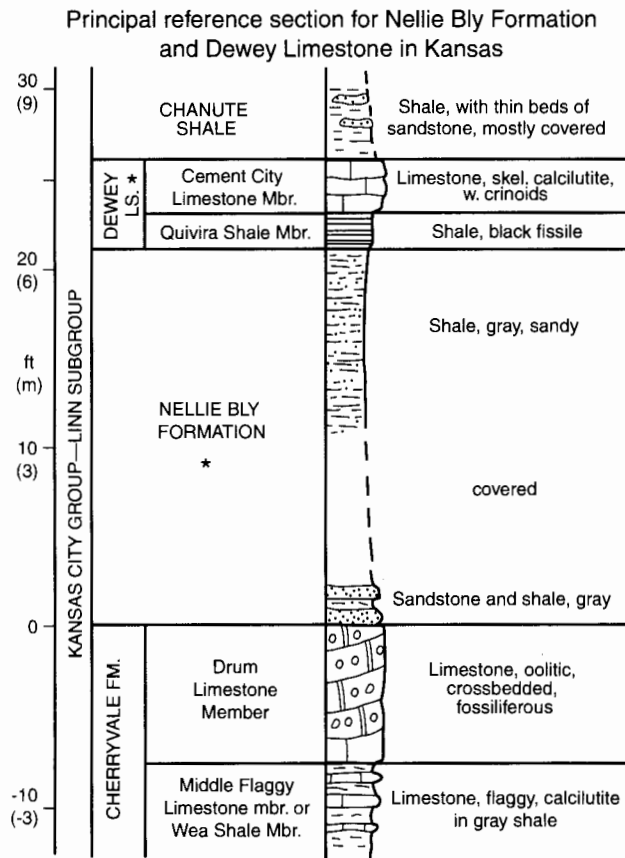 Principal reference section for Nellie Bly Formation
and Dewey Limestone in Kansas
30
(9)
CHANUTE
SHALE
Shale, with thin beds of
sandstone, mostly covered
DEWEY
LS. *
Cement City
Limestone Mbr.
Limestone, skel, calcilutite,
w. crinoids
Quivira Shale Mbr.
Shale, black fissile
20
(6)
Shale, gray, sandy
ft
(m)
KANSAS CITY GROUP—LINN SUBGROUP
NELLIE BLY
FORMATION
*
10
(3)
covered
Sandstone and shale, gray
0
CHERRYVALE FM.
Drum
Limestone
Member
Limestone, oolitic,
crossbedded,
fossiliferous
-10
(-3)
Middle Flaggy
Limestone mbr. or
Wea Shale Mbr.
Limestone, flaggy, calcilutite
in gray shale